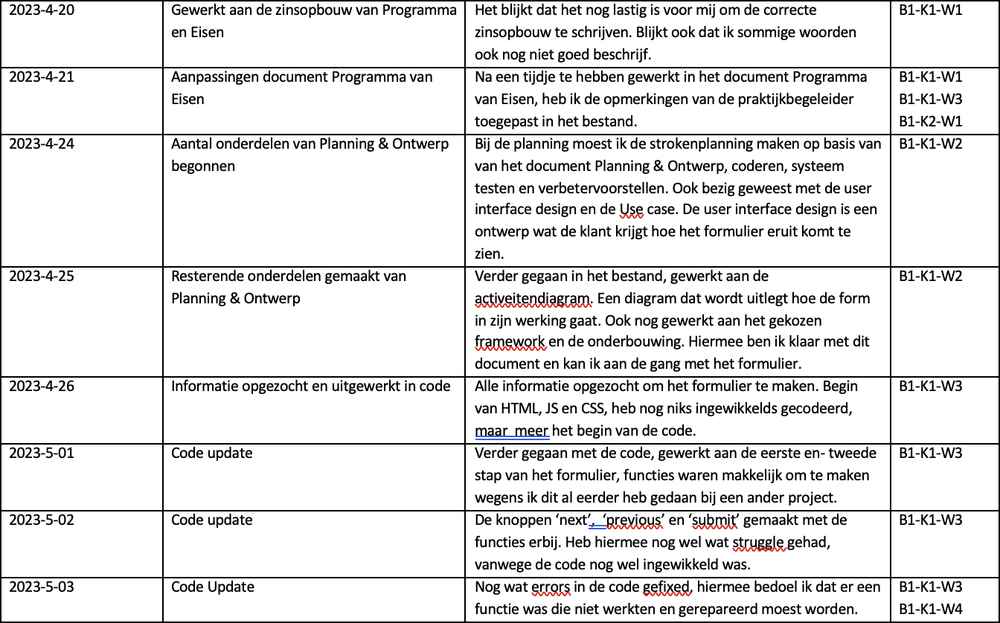 2023-4-20
Gewerkt aan de zinsopbouw van Programma
en Eisen
Het blijkt dat het nog lastig is voor mij om de correcte
zinsopbouw te schrijven. Blijkt ook dat ik sommige woorden
ook nog niet goed beschrijf.
B1-K1-W1
2023-4-21
Aanpassingen document Programma van
Eisen
Na een tijdje te hebben gewerkt in het document Programma
van Eisen, heb ik de opmerkingen van de praktijkbegeleider
toegepast in het bestand.
B1-K1-W1
B1-K1-W3
B1-K2-W1
2023-4-24
Aantal onderdelen van Planning & Ontwerp
begonnen
Bij de planning moest ik de strokenplanning maken op basis van
van het document Planning & Ontwerp, coderen, systeem
testen en verbetervoorstellen. Ook bezig geweest met de user
interface design en de Use case. De user interface design is een
ontwerp wat de klant krijgt hoe het formulier eruit komt te
zien.
B1-K1-W2
2023-4-25
Resterende onderdelen gemaakt van
Planning & Ontwerp
Verder gegaan in het bestand, gewerkt aan de
activeitendiagram. Een diagram dat wordt uitlegt hoe de form
in zijn werking gaat. Ook nog gewerkt aan het gekozen
framework en de onderbouwing. Hiermee ben ik klaar met dit
document en kan ik aan de gang met het formulier.
B1-K1-W2
2023-4-26
Informatie opgezocht en uitgewerkt in code
Alle informatie opgezocht om het formulier te maken. Begin
van HTML, JS en CSS, heb nog niks ingewikkelds gecodeerd,
maar  meer het begin van de code.
B1-K1-W3
2023-5-01
Code update
Verder gegaan met de code, gewerkt aan de eerste en- tweede
stap van het formulier, functies waren makkelijk om te maken
wegens ik dit al eerder heb gedaan bij een ander project.
B1-K1-W3
2023-5-02
Code update
De knoppen ‘next’,  ‘previous’ en ‘submit’ gemaakt met de
functies erbij. Heb hiermee nog wel wat struggle gehad,
vanwege de code nog wel ingewikkeld was.
B1-K1-W3
2023-5-03
Code Update
Nog wat errors in de code gefixed, hiermee bedoel ik dat er een
functie was die niet werkten en gerepareerd moest worden.
B1-K1-W3
B1-K1-W4